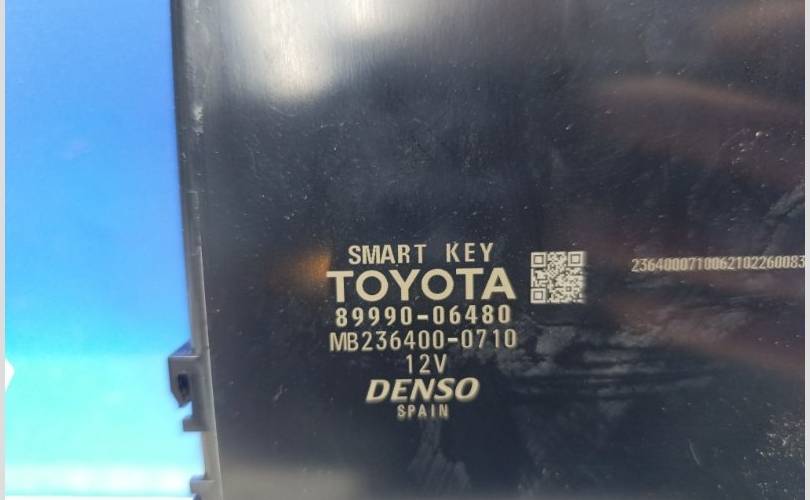 SMART KEY
TOYOTA
89990-06480
MB236400-0710
12V
DENSO
SPAIN
2364000710062102260083